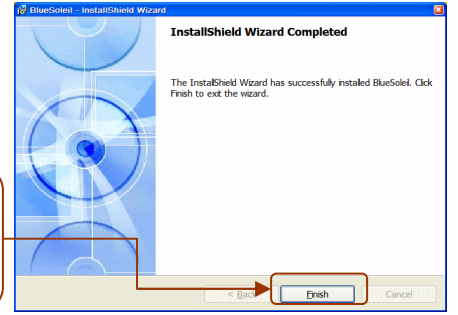 BlueSoleil - InstallShield Wizard
InstallShield Wizard Completed
The InstallShield Wizard has successfully installed BlueSoleil. Click
Finish to exit the wizard.
< Back
Finish
Cancel